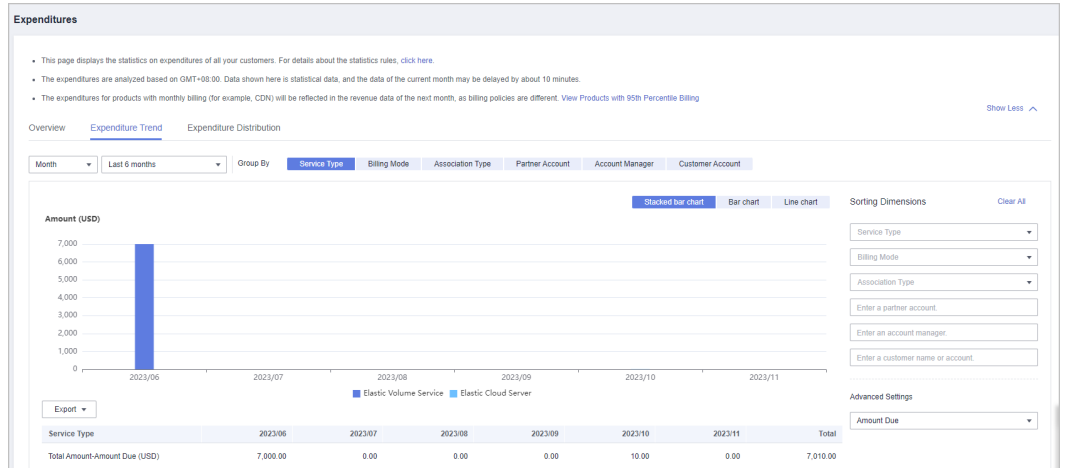 Expenditures
This page displays the statistics on expenditures of all your customers. For details about the statistics rules, click here.
The expenditures are analyzed based on GMT+08:00. Data shown here is statistical data, and the data of the current month may be delayed by about 10 minutes.
The expenditures for products with monthly billing (for example, CDN) will be reflected in the revenue data of the next month, as billing policies are different. View Products with 95th Percentile Billing
Show Less
Overview Expenditure Trend Expenditure Distribution
Month Last 6 months Group By Service Type Billing Mode Association Type Partner Account Account Manager Customer Account
Stacked bar chart Bar chart Line chart
Amount (USD)
7,000
6,000
5,000
4,000
3,000
2,000
1,000
0
2023/06 2023/07 2023/08 2023/09 2023/10 2023/11
Elastic Volume Service Elastic Cloud Server
Export
Service Type 2023/06 2023/07 2023/08 2023/09 2023/10 2023/11 Total
Total Amount-Amount Due (USD) 7,000.00 0.00 0.00 0.00 10.00 0.00 7,010.00
Sorting Dimensions Clear All
Service Type
Billing Mode
Association Type
Enter a partner account.
Enter an account manager.
Enter a customer name or account.
Advanced Settings
Amount Due